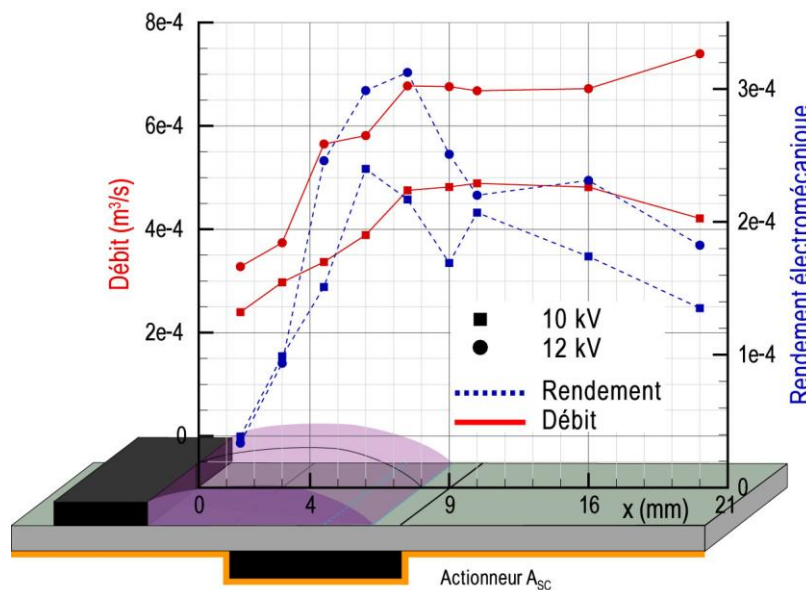 8e-4
6e-4
4e-4
2e-4
0
Débit (m³/s)
3e-4
2e-4
1e-4
0
Rendement électromécanique
10 kV
12 kV
Rendement
Débit
0 4 9 16 x (mm) 21
Actionneur A_SC